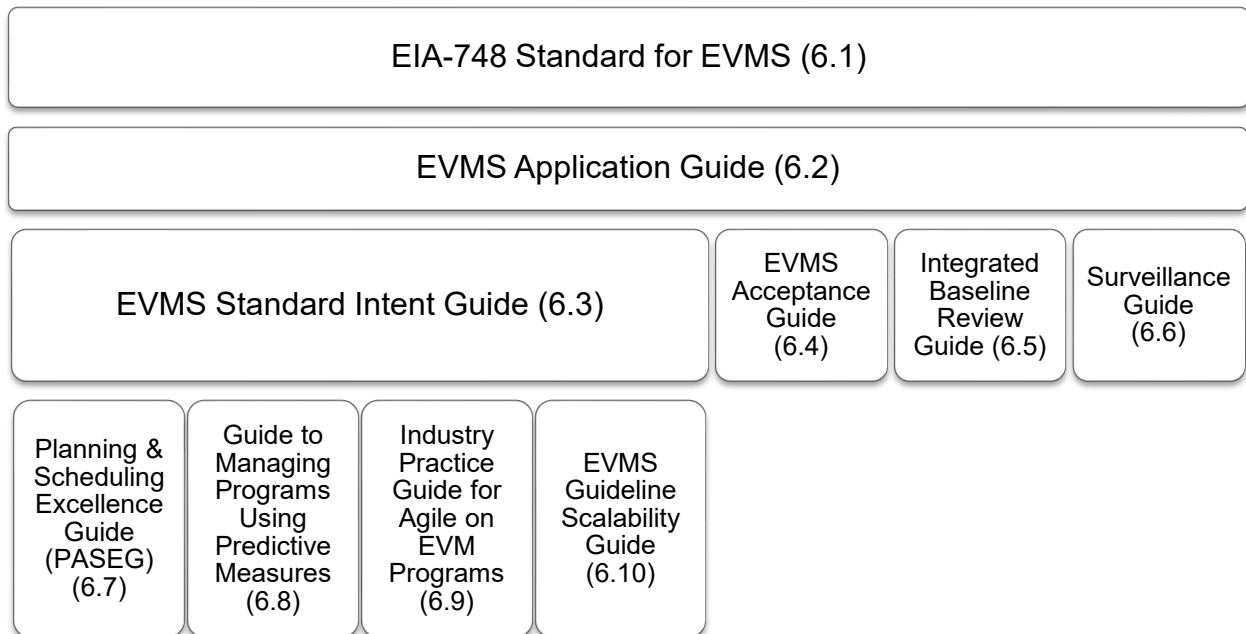 EIA-748 Standard for EVMS (6.1)
EVMS Application Guide (6.2)
EVMS Standard Intent Guide (6.3)
EVMS
Acceptance
Guide
(6.4)
Integrated
Baseline
Review
Guide (6.5)
Surveillance
Guide
(6.6)
Planning &
Scheduling
Excellence
Guide
(PASEG)
(6.7)
Guide to
Managing
Programs
Using
Predictive
Measures
(6.8)
Industry
Practice
Guide for
Agile on
EVM
Programs
(6.9)
EVMS
Guideline
Scalability
Guide
(6.10)